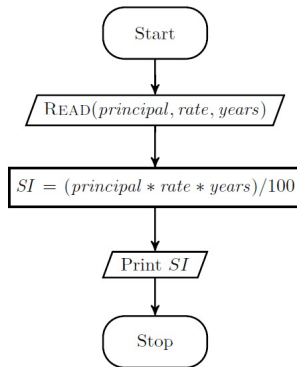 Start
READ(principal, rate, years)
SI = (principal * rate * years)/100
Print SI
Stop